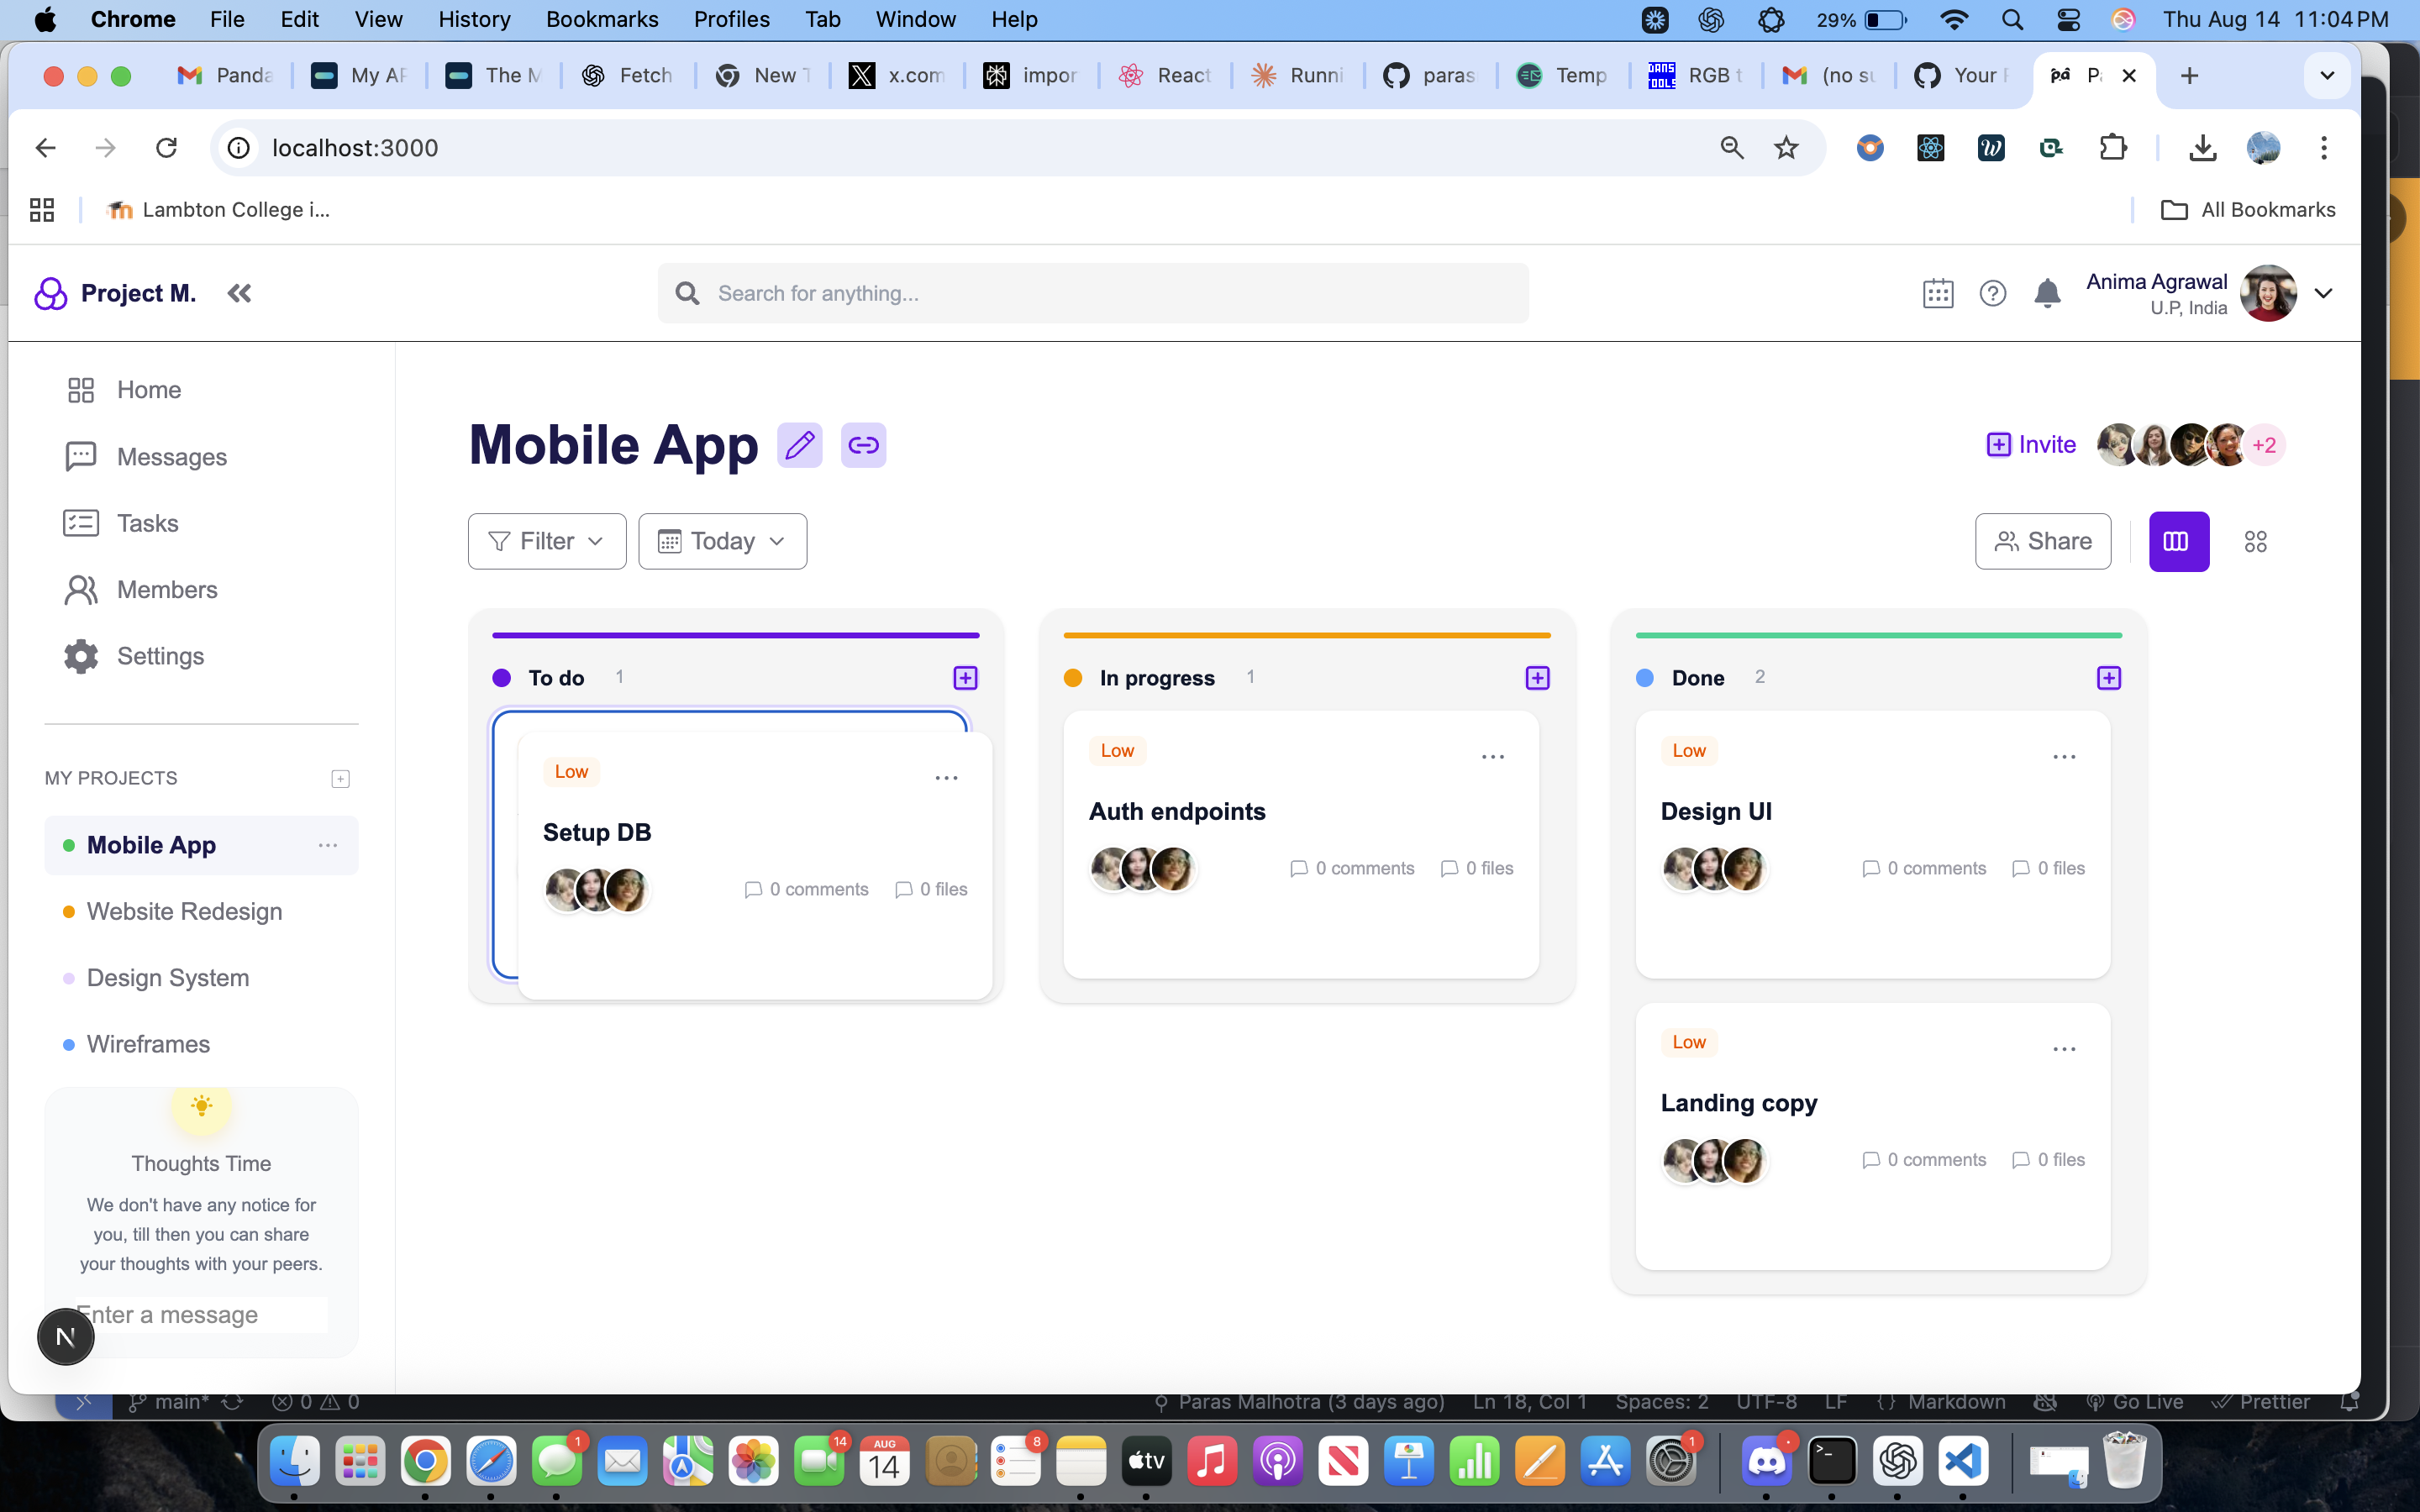 Chrome File Edit View History Bookmarks Profiles Tab Window Help 29% Thu Aug 14 11:04 PM
Panda My AP The M Fetch New T x.com impor React Runni paras Temp RGB t (no su Your P
localhost:3000
Lambton College i... All Bookmarks
Project M. Search for anything... Anima Agrawal
U.P, India
Home
Messages
Tasks
Members
Settings
MY PROJECTS
Mobile App
Website Redesign
Design System
Wireframes
Thoughts Time
We don't have any notice for
you, till then you can share
your thoughts with your peers.
Enter a message
N
Mobile App Invite +2
Filter Today Share
To do 1
Low
Setup DB
0 comments 0 files
In progress 1
Low
Auth endpoints
0 comments 0 files
Done 2
Low
Design UI
0 comments 0 files
Low
Landing copy
0 comments 0 files
main* 0 0 Paras Malhotra (3 days ago) Ln 18, Col 1 Spaces: 2 UTF-8 LF {} Markdown Go Live Prettier
1 14 AUG 14 8 tv 1